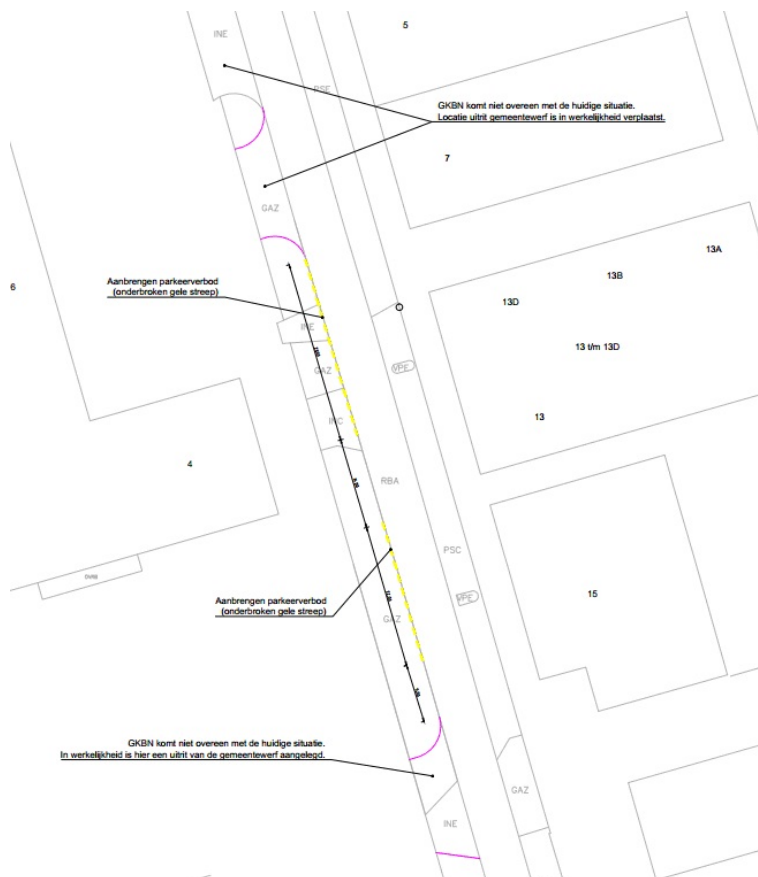 5
INE
GKBN komt niet overeen met de huidige situatie.
Locatie uitrit gemeentewerf is in werkelijkheid verplaatst.
7
GAZ
13A
13B
6
Aanbrengen parkeerverbod
(onderbroken gele streep)
13D
INE
13 t/m 13D
VPE
GAZ
13
4
RBA
PSC
Aanbrengen parkeerverbod
(onderbroken gele streep)
VPE
15
GAZ
GKBN komt niet overeen met de huidige situatie.
In werkelijkheid is hier een uitrit van de gemeentewerf aangelegd.
GAZ
INE